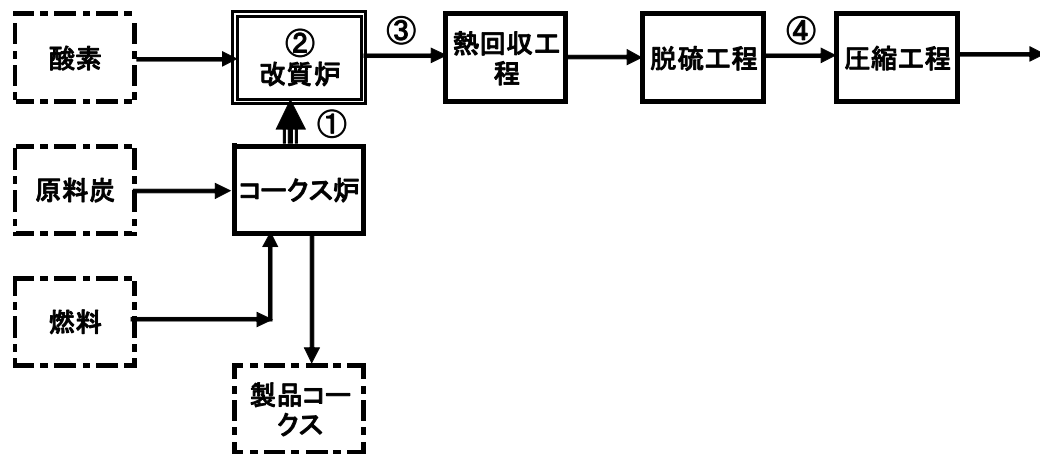 酸素
②
改質炉
③
熱回収工
程
脱硫工程
④
圧縮工程
①
原料炭
コークス炉
燃料
製品コー
クス